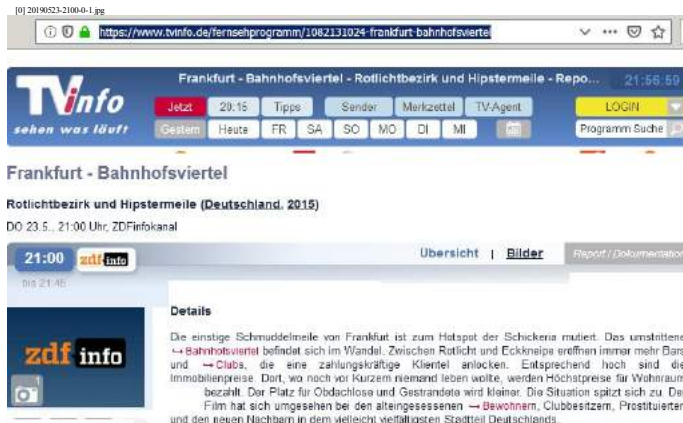 [0] 20190523-2100-0-1.jpg
https://www.tvinfo.de/fernsehprogramm/1082131024-frankfurt-bahnhofsviertel
TVinfo
sehen was läuft
Frankfurt - Bahnhofsviertel - Rotlichtbezirk und Hipstermeile - Repo... 21:56:59
Jetzt 20:15 Tipps Sender Merkzettel TV-Agent LOGIN
Gestern Heute FR SA SO MO DI MI Programm Suche
Frankfurt - Bahnhofsviertel
Rotlichtbezirk und Hipstermeile (Deutschland, 2015)
DO 23.5., 21:00 Uhr, ZDFinfokanal
21:00 zdf info Übersicht | Bilder Report / Dokumentation
bis 21:45
zdf info
Details
Die einstige Schmuddelmeile von Frankfurt ist zum Hotspot der Schickeria mutiert. Das umstrittene
Bahnhofsviertel befindet sich im Wandel. Zwischen Rotlicht und Eckkneipe eröffnen immer mehr Bars
und Clubs, die eine zahlungskräftige Klientel anlocken. Entsprechend hoch sind die
Immobilienpreise. Dort, wo noch vor Kurzem niemand leben wollte, werden Höchstpreise für Wohnraum
bezahlt. Der Platz für Obdachlose und Gestrandete wird kleiner. Die Situation spitzt sich zu. Der
Film hat sich umgesehen bei den alteingesessenen Bewohnern, Clubbesitzern, Prostituierten
und den neuen Nachbarn in dem vielleicht vielfältigsten Stadtteil Deutschlands.